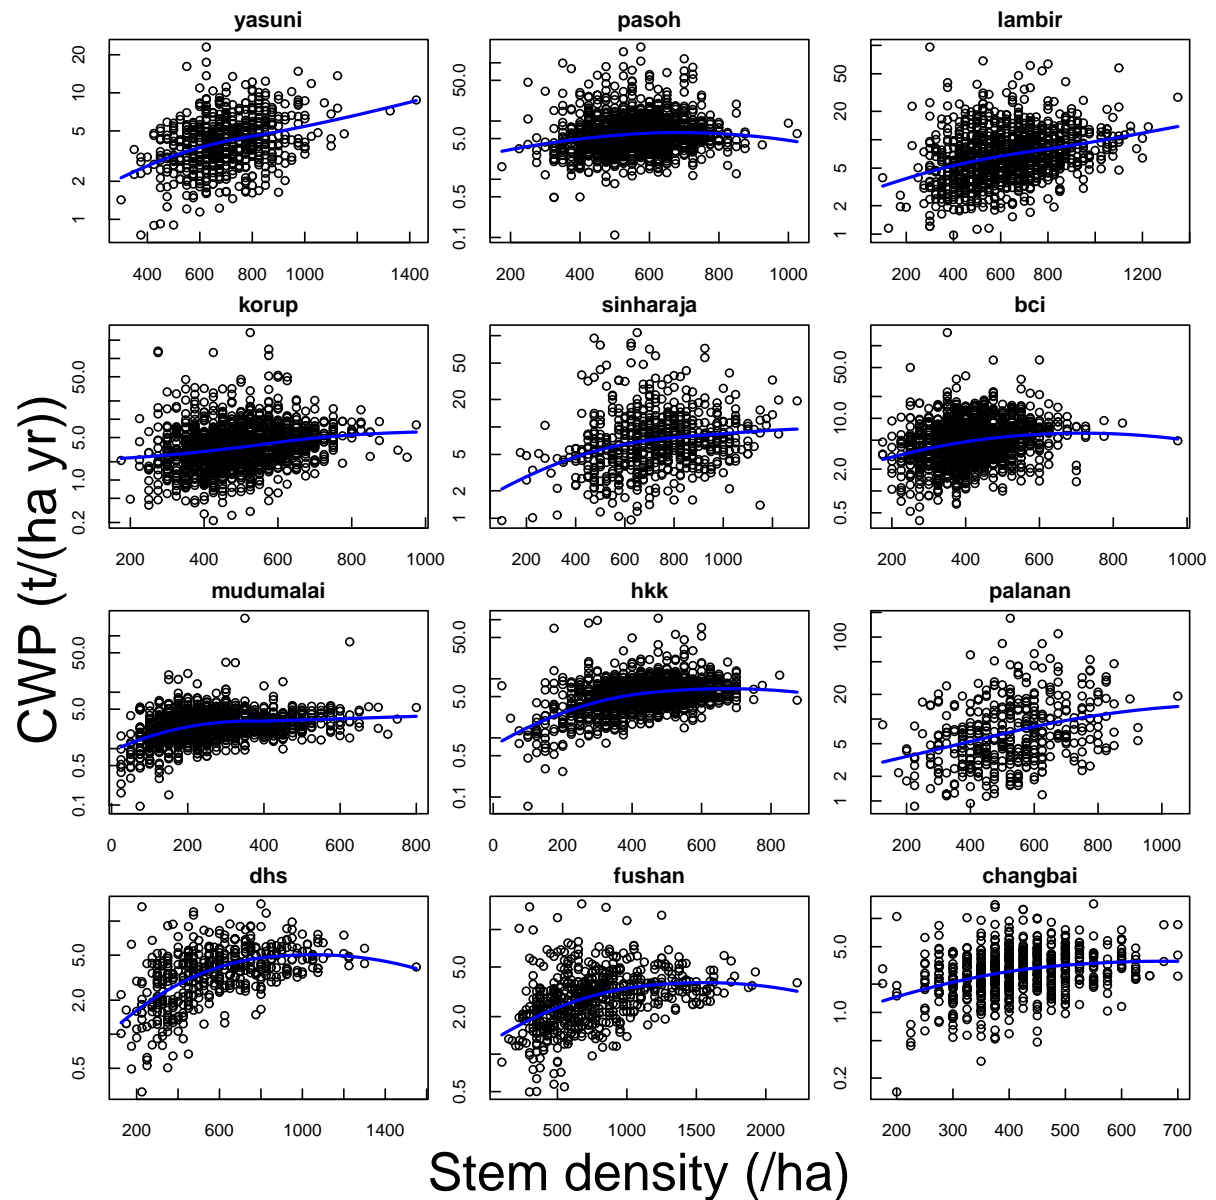 yasuni pasoh lambir
20 10 5 2 1
50.0 5.0 0.5 0.1
50 20 5 2 1
400 600 800 1000 1400
200 400 600 800 1000
200 400 600 800 1200
korup sinharaja bci
50.0 5.0 1.0 0.2
50 20 5 2 1
50.0 10.0 2.0 0.5
200 400 600 800 1000
200 400 600 800 1000
200 400 600 800 1000
CWP (t/(ha yr))
mudumalai hkk palanan
50.0 5.0 0.5 0.1
50.0 5.0 0.5 0.1
100 20 5 2 1
0 200 400 600 800
0 200 400 600 800
200 400 600 800 1000
dhs fushan changbai
5.0 2.0 0.5
5.0 2.0 0.5
5.0 1.0 0.2
200 600 1000 1400
500 1000 1500 2000
200 300 400 500 600 700
Stem density (/ha)